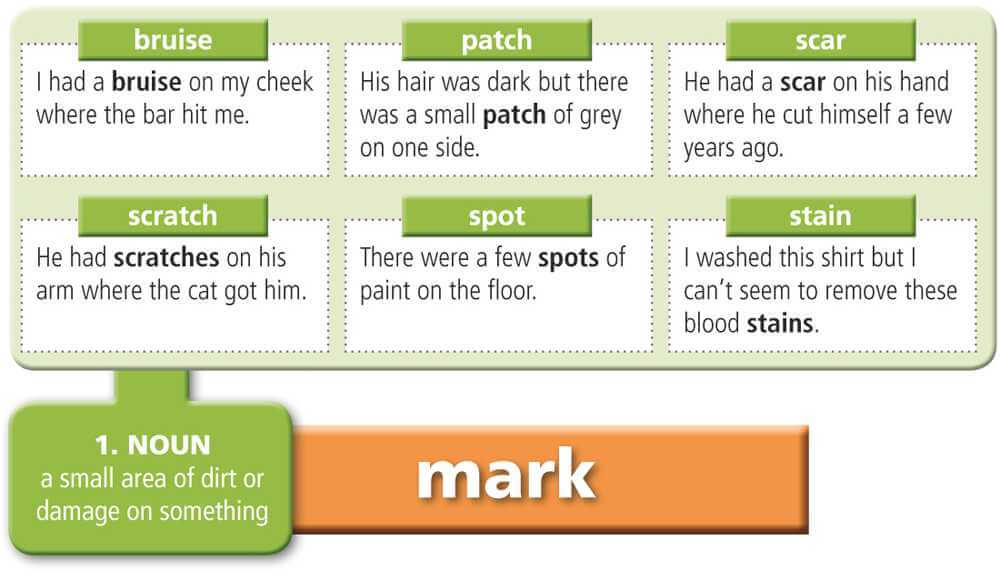 bruise
I had a bruise on my cheek
where the bar hit me.
patch
His hair was dark but there
was a small patch of grey
on one side.
scar
He had a scar on his hand
where he cut himself a few
years ago.
scratch
He had scratches on his
arm where the cat got him.
spot
There were a few spots of
paint on the floor.
stain
I washed this shirt but I
can’t seem to remove these
blood stains.
1. NOUN
a small area of dirt or
damage on something
mark